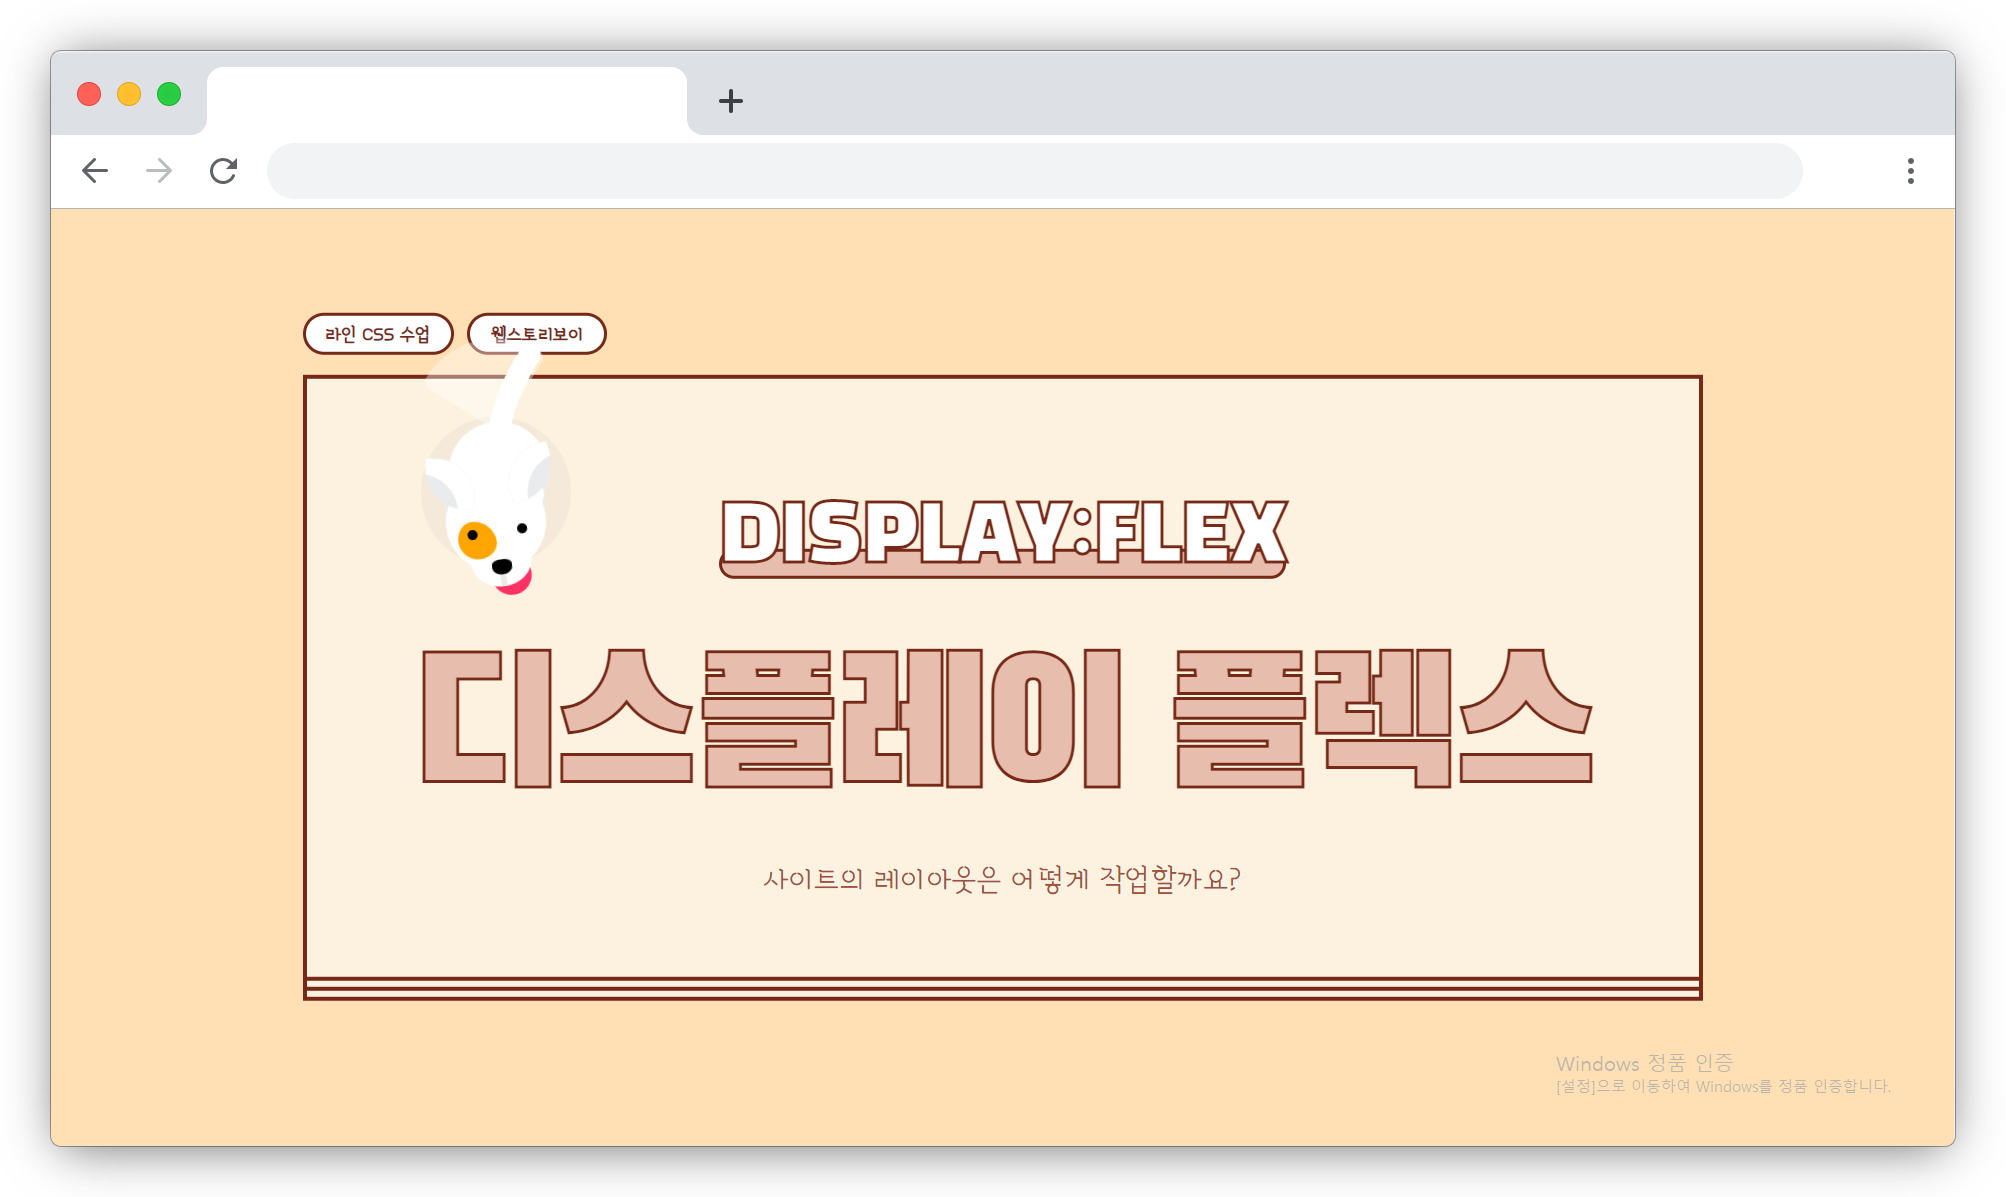 라인 CSS 수업
웹스토리보이
DISPLAY:FLEX
디스플레이 플렉스
사이트의 레이아웃은 어떻게 작업할까요?
Windows 정품 인증
[설정]으로 이동하여 Windows를 정품 인증합니다.